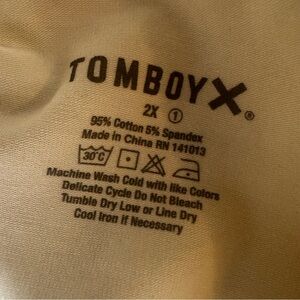 TOMBOYX®
2X ①
95% Cotton 5% Spandex
Made in China RN 141013
30°C
Machine Wash Cold with like Colors
Delicate Cycle Do Not Bleach
Tumble Dry Low or Line Dry
Cool Iron if Necessary